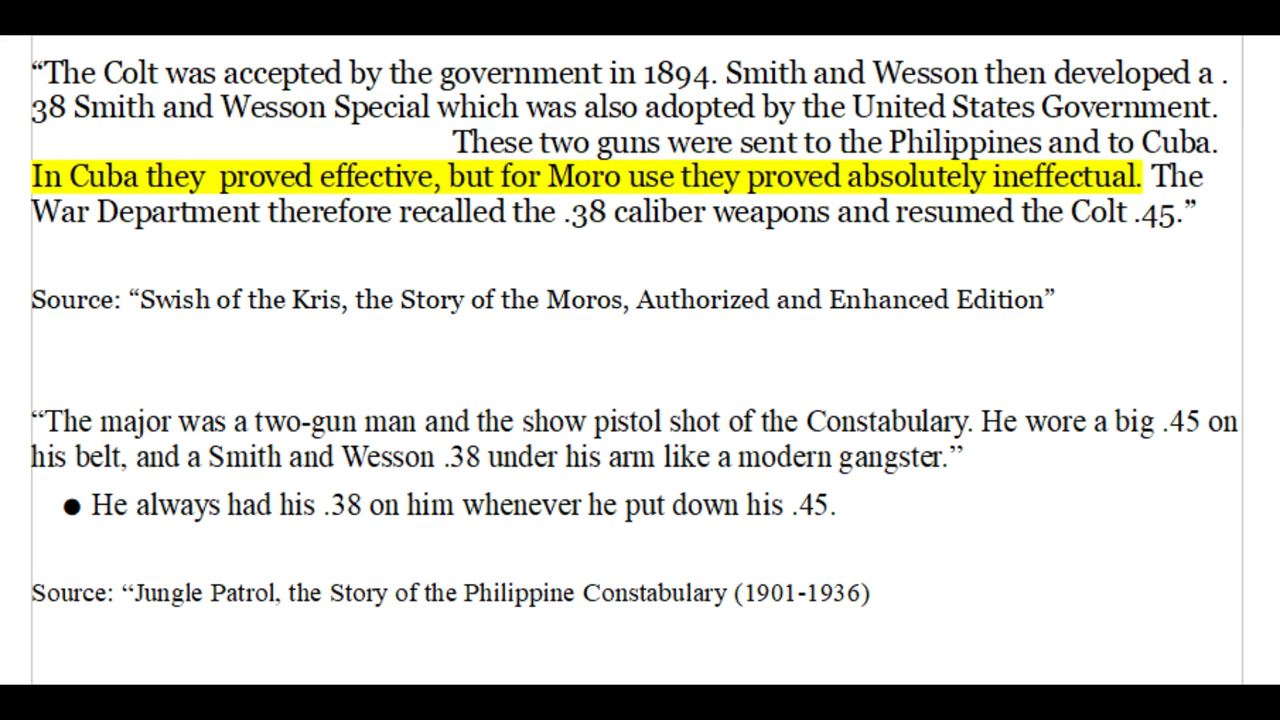 “The Colt was accepted by the government in 1894. Smith and Wesson then developed a .
38 Smith and Wesson Special which was also adopted by the United States Government.
These two guns were sent to the Philippines and to Cuba.
In Cuba they  proved effective, but for Moro use they proved absolutely ineffectual. The
War Department therefore recalled the .38 caliber weapons and resumed the Colt .45.”
Source: “Swish of the Kris, the Story of the Moros, Authorized and Enhanced Edition”
“The major was a two-gun man and the show pistol shot of the Constabulary. He wore a big .45 on
his belt, and a Smith and Wesson .38 under his arm like a modern gangster.”
● He always had his .38 on him whenever he put down his .45.
Source: “Jungle Patrol, the Story of the Philippine Constabulary (1901-1936)